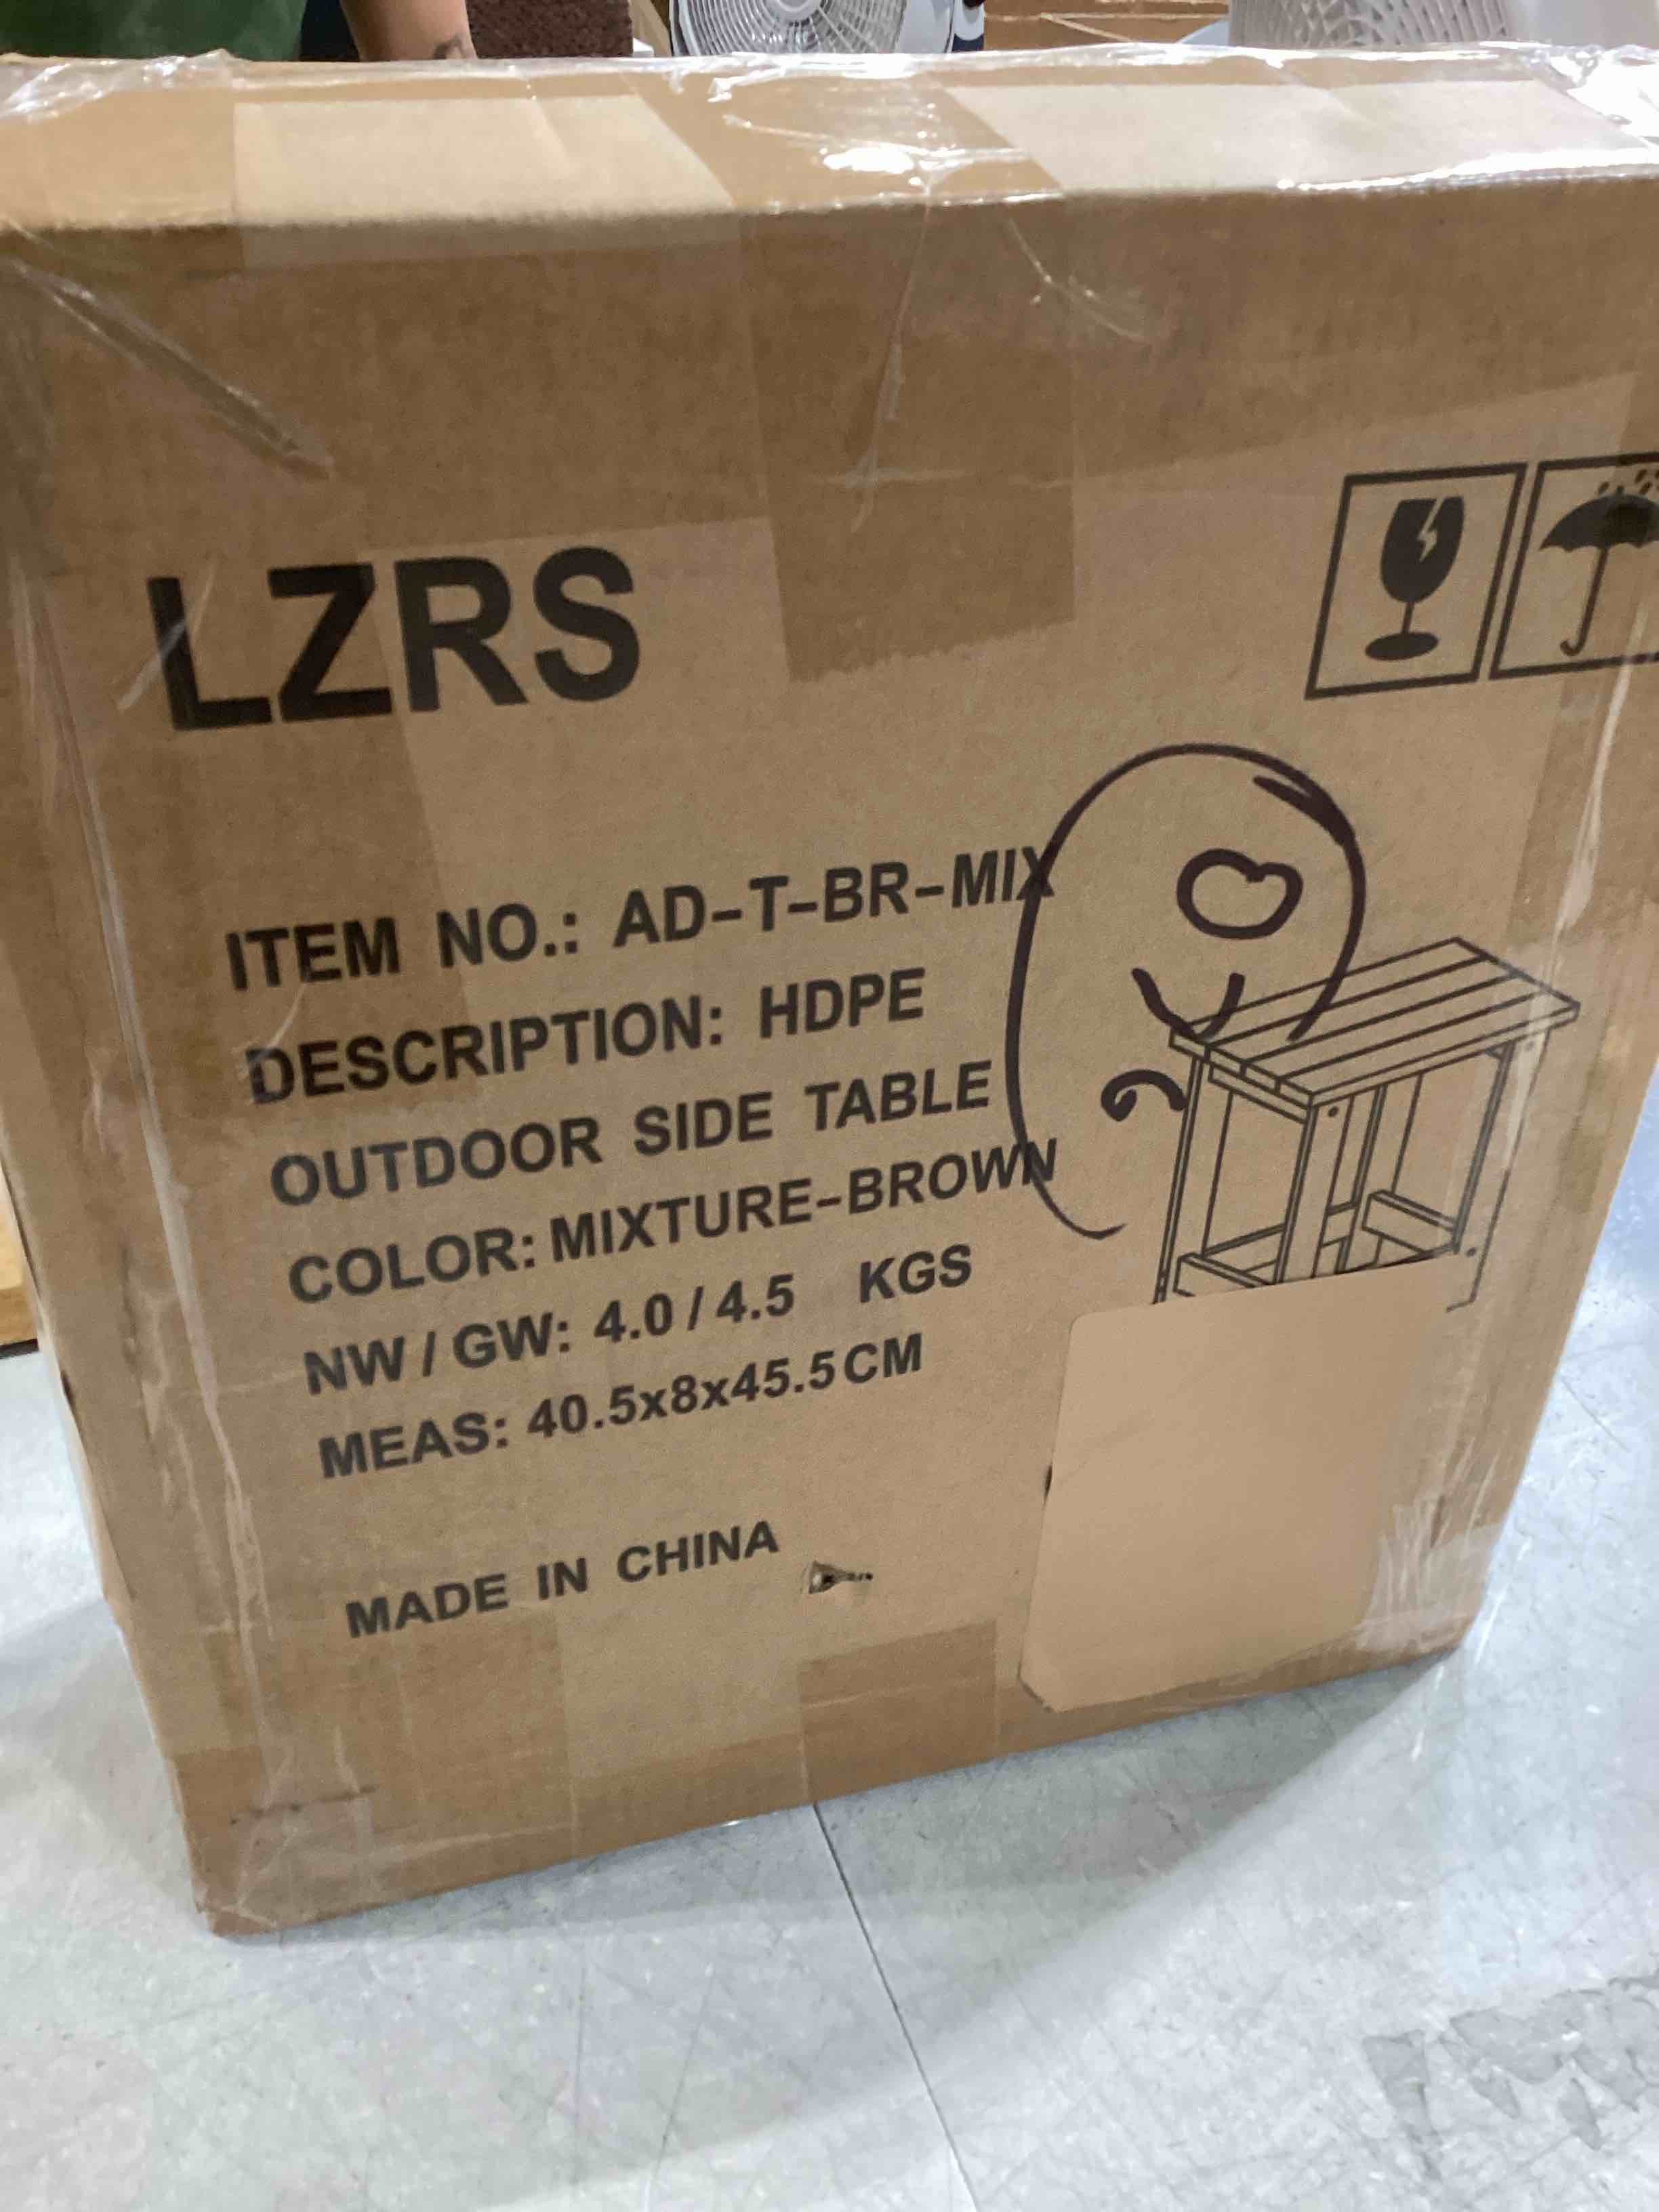 LZRS
ITEM NO.: AD-T-BR-MIX
DESCRIPTION: HDPE
OUTDOOR SIDE TABLE
COLOR: MIXTURE-BROWN
NW / GW: 4.0 / 4.5 KGS
MEAS: 40.5x8x45.5CM
MADE IN CHINA